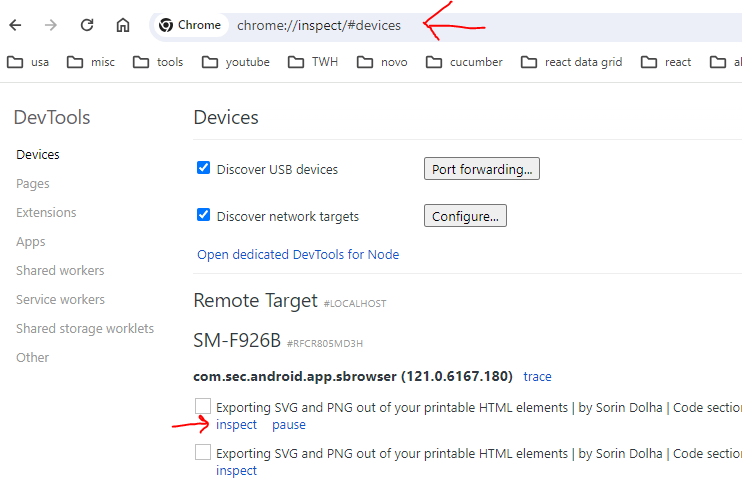 Chrome chrome://inspect/#devices
usa misc tools youtube TWH novo cucumber react data grid react
DevTools
Devices
Devices
Discover USB devices Port forwarding...
Pages
Extensions
Discover network targets Configure...
Apps
Open dedicated DevTools for Node
Shared workers
Service workers
Remote Target #LOCALHOST
Shared storage worklets
SM-F926B #RFCR805MD3H
Other
com.sec.android.app.sbrowser (121.0.6167.180) trace
Exporting SVG and PNG out of your printable HTML elements | by Sorin Dolha | Code section
inspect pause
Exporting SVG and PNG out of your printable HTML elements | by Sorin Dolha | Code section
inspect